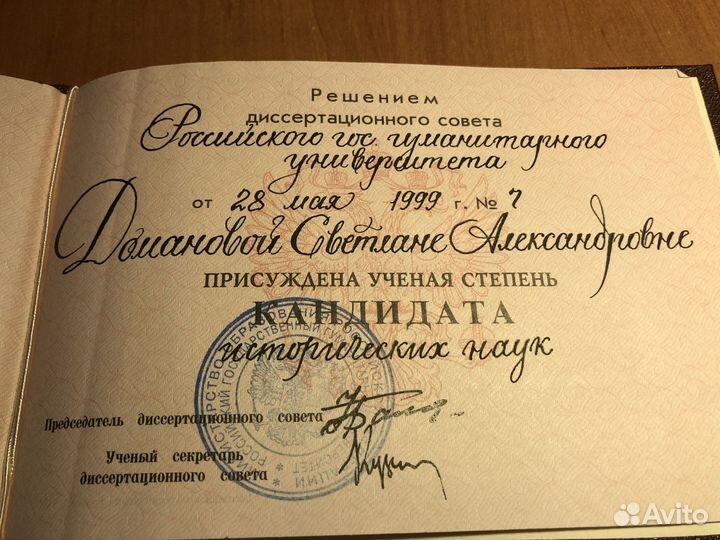 Решением
диссертационного совета
Российского гос. гуманитарного
университета
от 28 мая 1999 г. № 7
Домановой Светлане Александровне
ПРИСУЖДЕНА УЧЕНАЯ СТЕПЕНЬ
КАНДИДАТА
исторических наук
Председатель диссертационного совета
Ученый секретарь
диссертационного совета
Avito